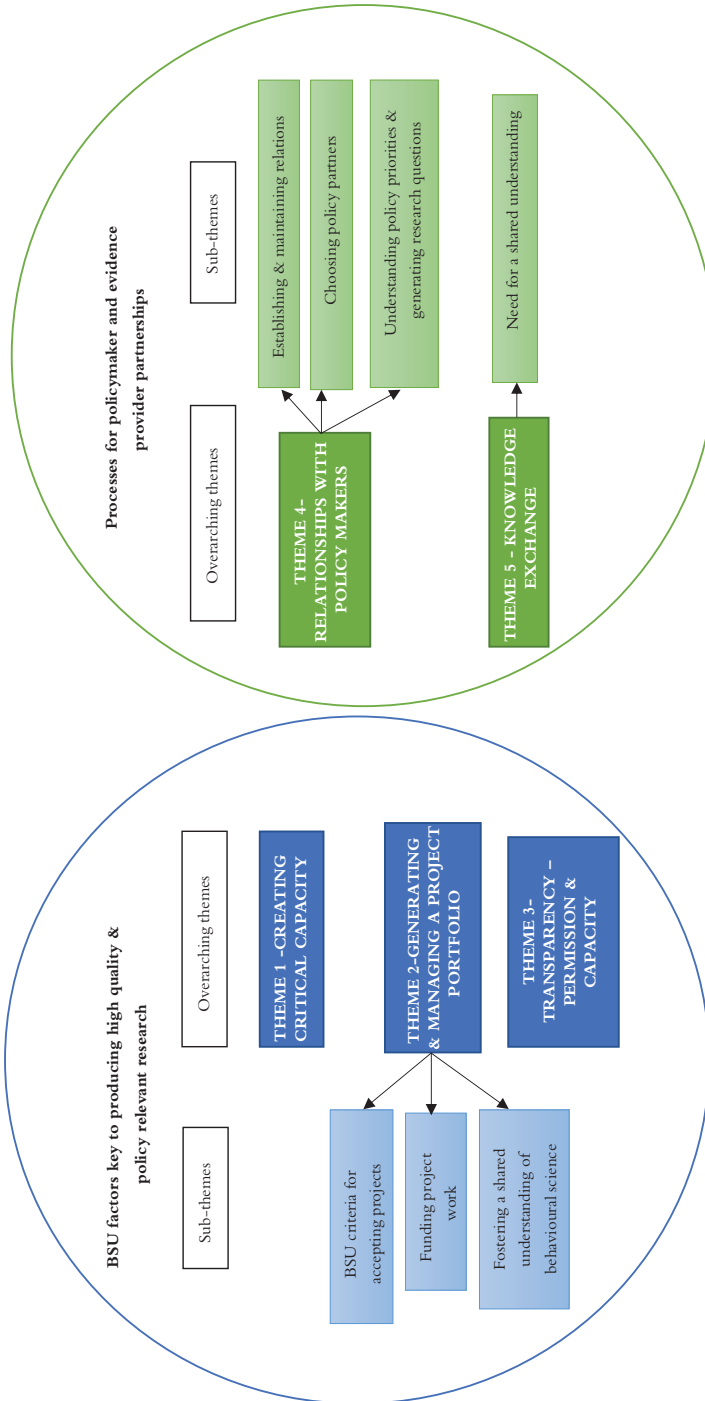 BSU factors key to producing high quality &
policy relevant research
Sub-themes
Overarching themes
BSU criteria for
accepting projects
Funding project
work
Fostering a shared
understanding of
behavioural science
THEME 1 -CREATING
CRITICAL CAPACITY
THEME 2-GENERATING
& MANAGING A PROJECT
PORTFOLIO
THEME 3-
TRANSPARENCY –
PERMISSION &
CAPACITY
Processes for policymaker and evidence
provider partnerships
Overarching themes
Sub-themes
THEME 4-
RELATIONSHIPS WITH
POLICY MAKERS
Establishing & maintaining relations
Choosing policy partners
Understanding policy priorities &
generating research questions
THEME 5 - KNOWLEDGE
EXCHANGE
Need for a shared understanding